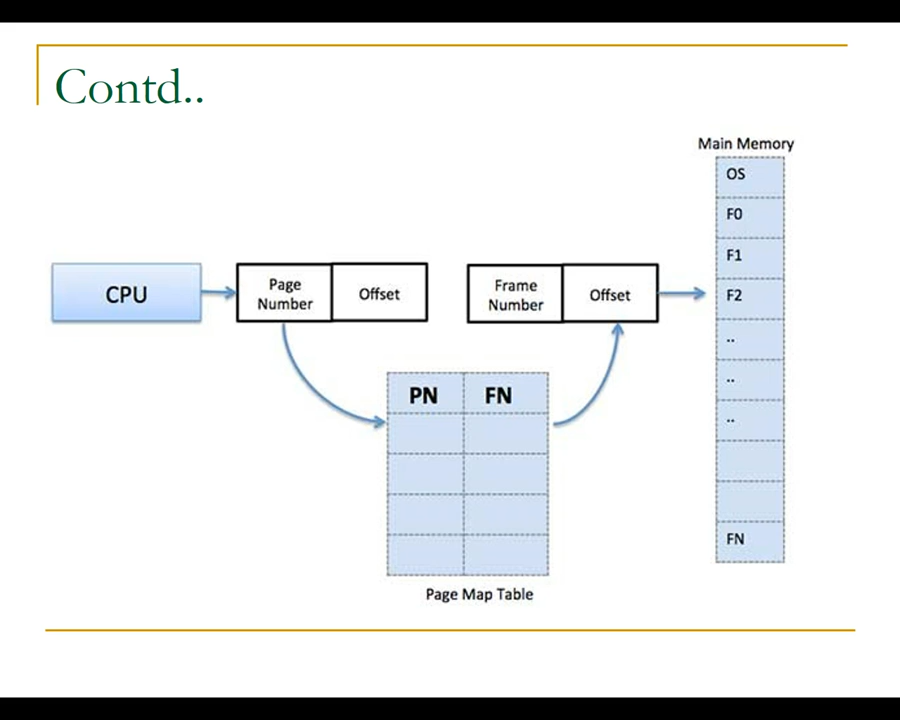 Contd..
Main Memory
OS
F0
F1
F2
..
..
..
FN
CPU
Page
Number
Offset
Frame
Number
Offset
PN
FN
Page Map Table